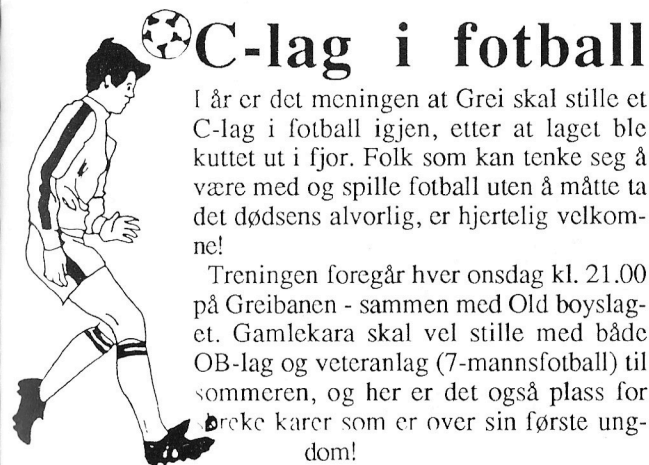 C-lag i fotball
I år er det meningen at Grei skal stille et
C-lag i fotball igjen, etter at laget ble
kuttet ut i fjor. Folk som kan tenke seg å
være med og spille fotball uten å måtte ta
det dødsens alvorlig, er hjertelig velkom-
ne!
Treningen foregår hver onsdag kl. 21.00
på Greibanen - sammen med Old boyslag-
et. Gamlekara skal vel stille med både
OB-lag og veteranlag (7-mannsfotball) til
sommeren, og her er det også plass for
spreke karer som er over sin første ung-
dom!